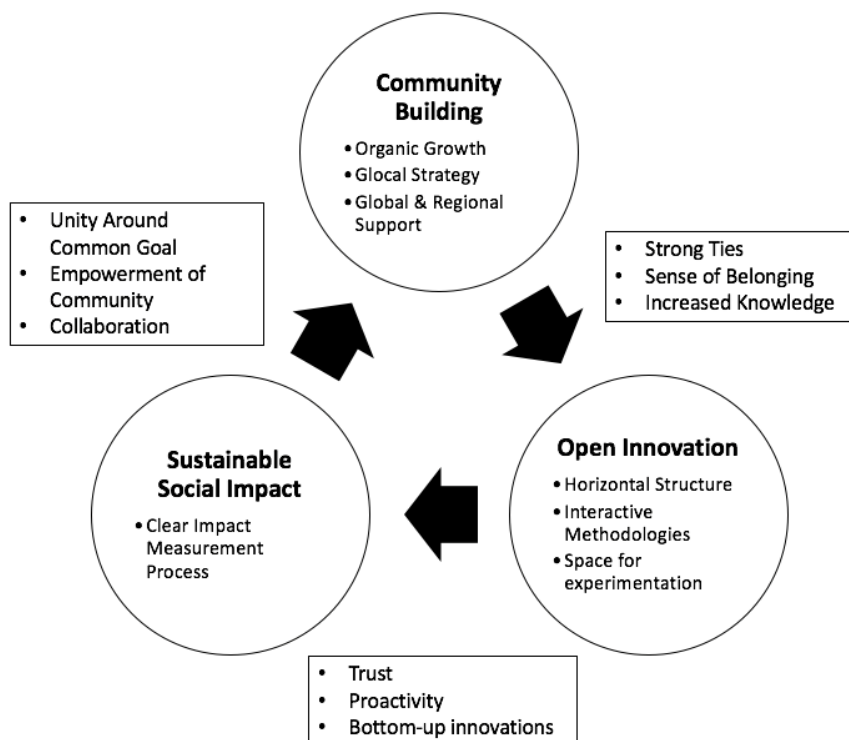 Community
Building
• Organic Growth
• Glocal Strategy
• Global & Regional
Support
• Unity Around
Common Goal
• Empowerment of
Community
• Collaboration
• Strong Ties
• Sense of Belonging
• Increased Knowledge
Sustainable
Social Impact
• Clear Impact
Measurement
Process
Open Innovation
• Horizontal Structure
• Interactive
Methodologies
• Space for
experimentation
• Trust
• Proactivity
• Bottom-up innovations